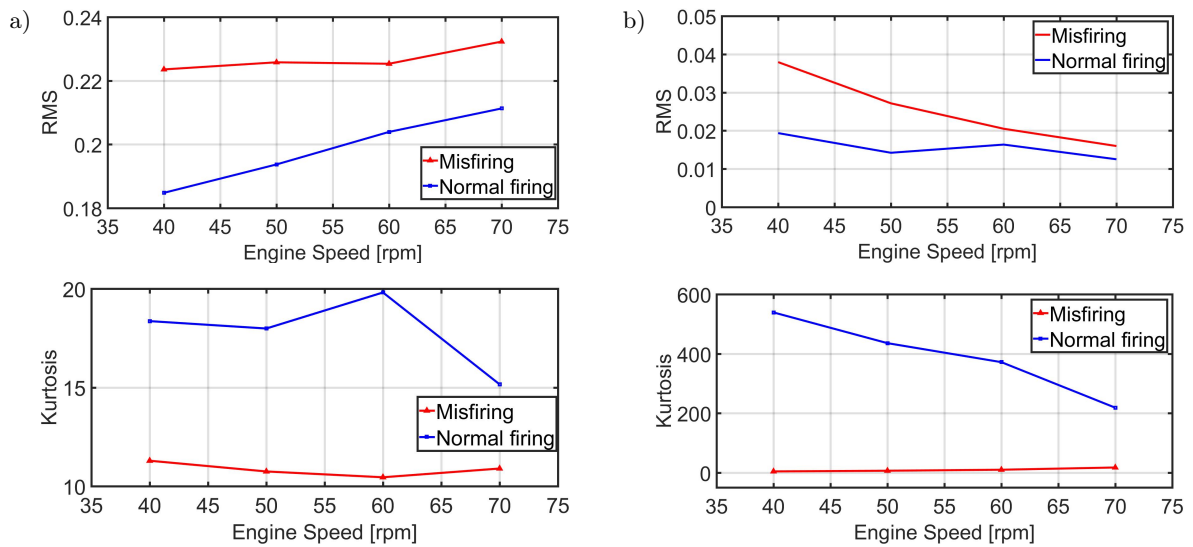 a)
0.24
0.22
0.2
0.18
RMS
Misfiring
Normal firing
35 40 45 50 55 60 65 70 75
Engine Speed [rpm]
b)
0.05
0.04
0.03
0.02
0.01
0
RMS
Misfiring
Normal firing
35 40 45 50 55 60 65 70 75
Engine Speed [rpm]
20
15
10
Kurtosis
Misfiring
Normal firing
35 40 45 50 55 60 65 70 75
Engine Speed [rpm]
600
400
200
0
Kurtosis
Misfiring
Normal firing
35 40 45 50 55 60 65 70 75
Engine Speed [rpm]